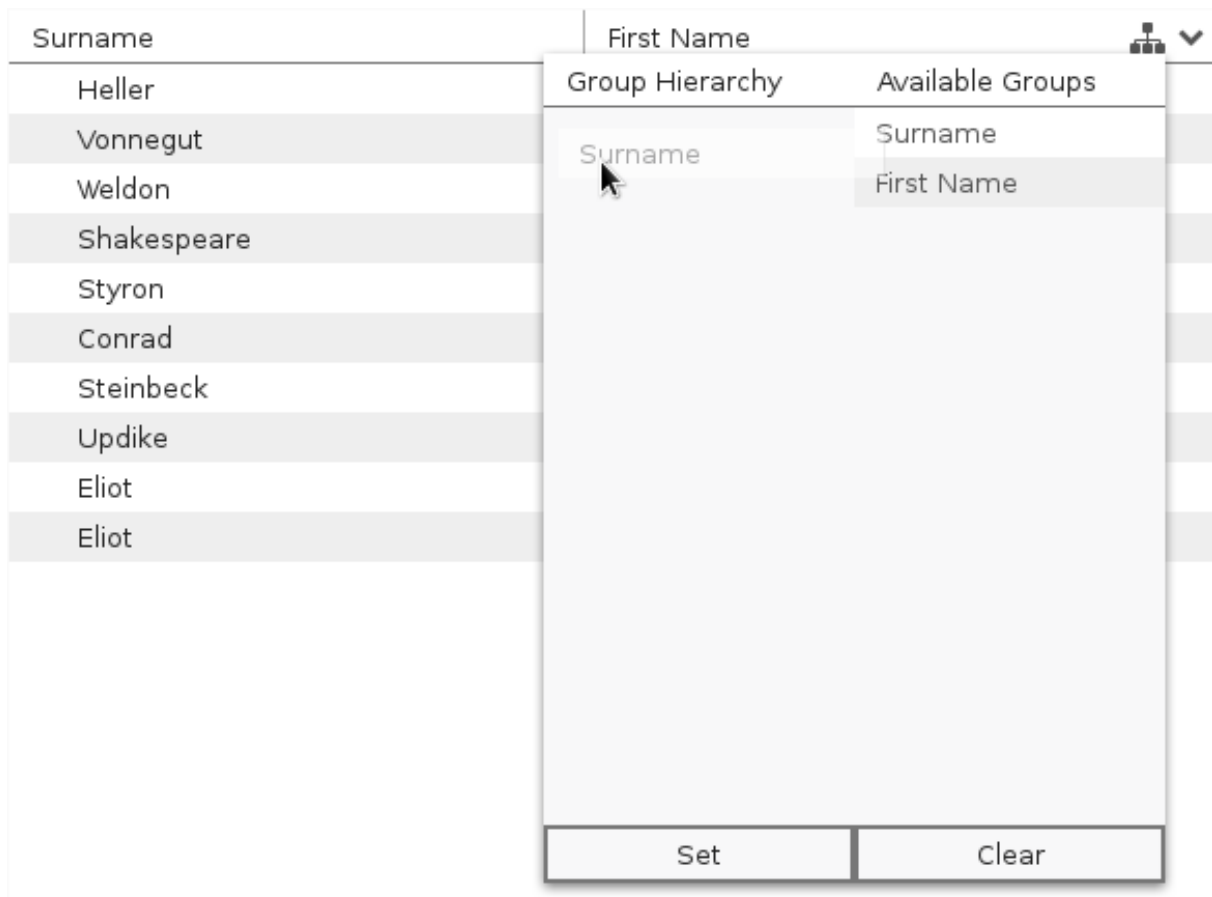 Surname First Name
Group Hierarchy Available Groups
Heller
Surname
Vonnegut
Surname
Weldon
First Name
Shakespeare
Styron
Conrad
Steinbeck
Updike
Eliot
Eliot
Set Clear